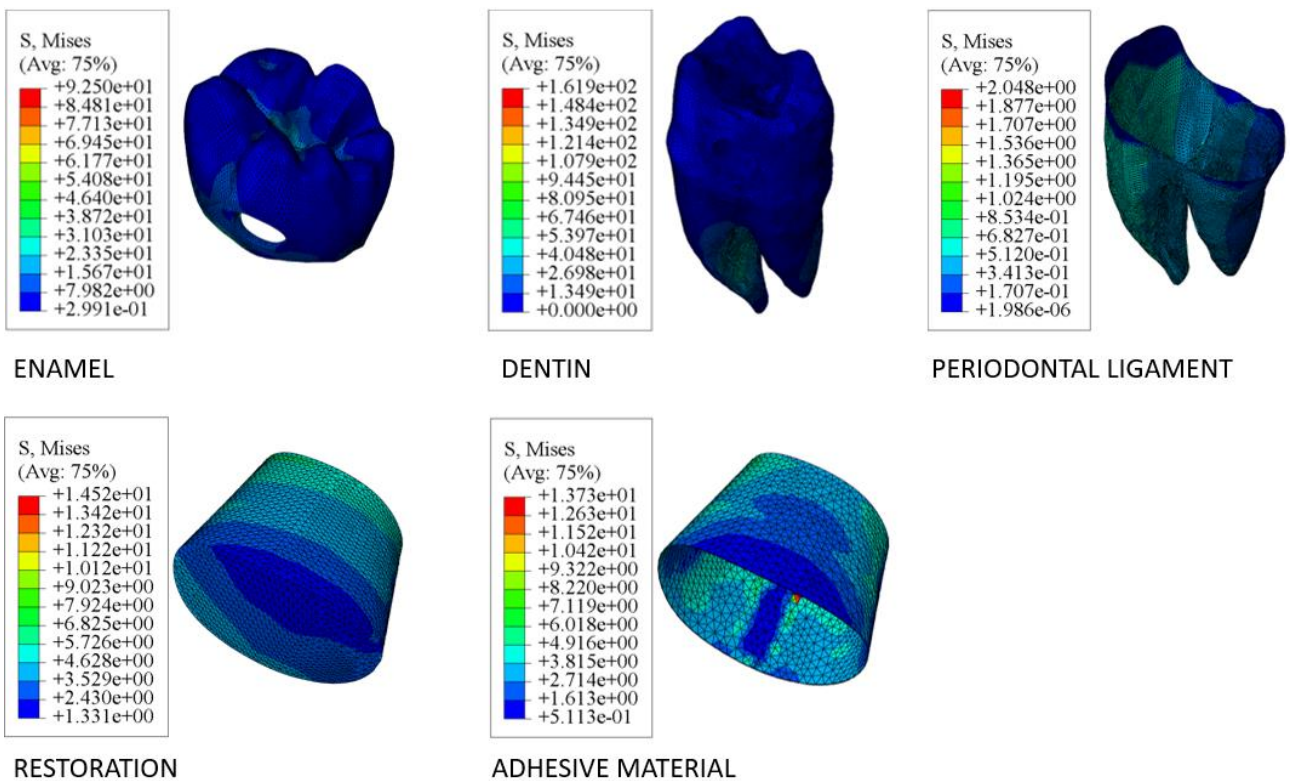 S, Mises
(Avg: 75%)
+9.250e+01
+8.481e+01
+7.713e+01
+6.945e+01
+6.177e+01
+5.408e+01
+4.640e+01
+3.872e+01
+3.103e+01
+2.335e+01
+1.567e+01
+7.982e+00
+2.991e-01
ENAMEL
S, Mises
(Avg: 75%)
+1.619e+02
+1.484e+02
+1.349e+02
+1.214e+02
+1.079e+02
+9.445e+01
+8.095e+01
+6.746e+01
+5.397e+01
+4.048e+01
+2.698e+01
+1.349e+01
+0.000e+00
DENTIN
S, Mises
(Avg: 75%)
+2.048e+00
+1.877e+00
+1.707e+00
+1.536e+00
+1.365e+00
+1.195e+00
+1.024e+00
+8.534e-01
+6.827e-01
+5.120e-01
+3.413e-01
+1.707e-01
+1.986e-06
PERIODONTAL LIGAMENT
S, Mises
(Avg: 75%)
+1.452e+01
+1.342e+01
+1.232e+01
+1.122e+01
+1.012e+01
+9.023e+00
+7.924e+00
+6.825e+00
+5.726e+00
+4.628e+00
+3.529e+00
+2.430e+00
+1.331e+00
RESTORATION
S, Mises
(Avg: 75%)
+1.373e+01
+1.263e+01
+1.152e+01
+1.042e+01
+9.322e+00
+8.220e+00
+7.119e+00
+6.018e+00
+4.916e+00
+3.815e+00
+2.714e+00
+1.613e+00
+5.113e-01
ADHESIVE MATERIAL